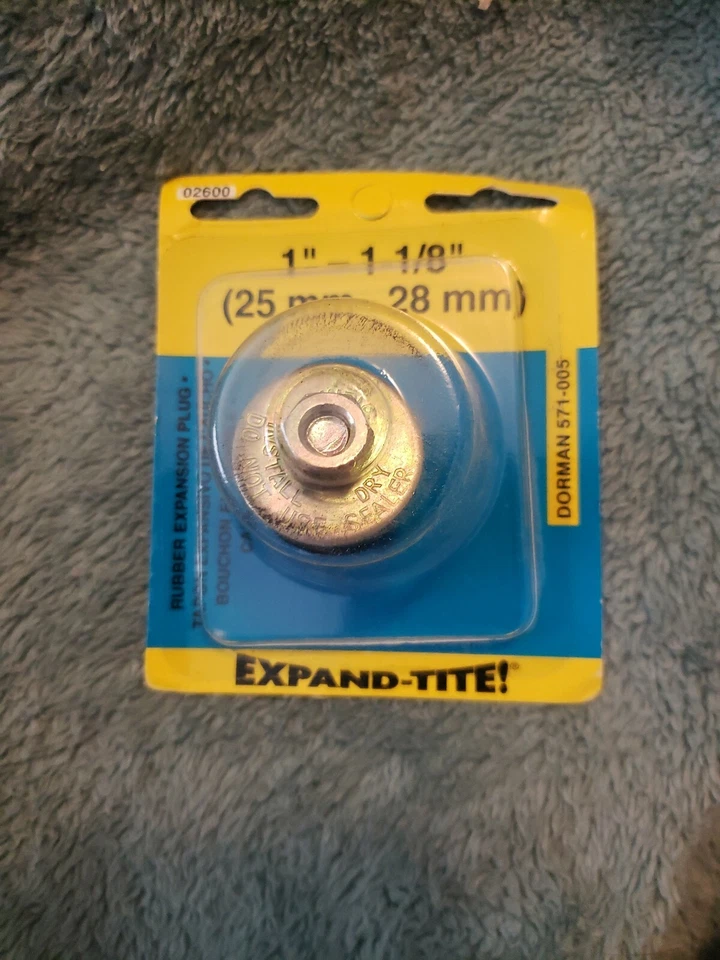 02600
1" – 1-1/8"
(25 mm - 28 mm)
RUBBER EXPANSION PLUG •
BOUCHON
DO NOT USE
INSTALL DRY
SEALER
DORMAN 571-005
EXPAND-TITE!®